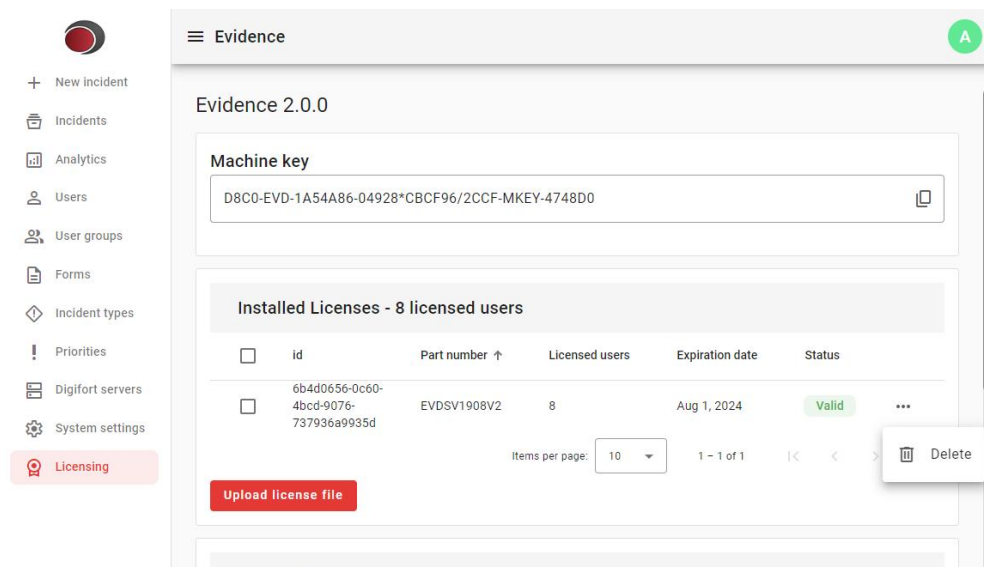 Evidence
A
New incident
Incidents
Analytics
Users
User groups
Forms
Incident types
Priorities
Digifort servers
System settings
Licensing
Evidence 2.0.0
Machine key
D8C0-EVD-1A54A86-04928*CBCF96/2CCF-MKEY-4748D0
Installed Licenses - 8 licensed users
id Part number Licensed users Expiration date Status
6b4d0656-0c60-
4bcd-9076-
737936a9935d
EVDSV1908V2 8 Aug 1, 2024 Valid
Delete
Items per page: 10 1 – 1 of 1
Upload license file